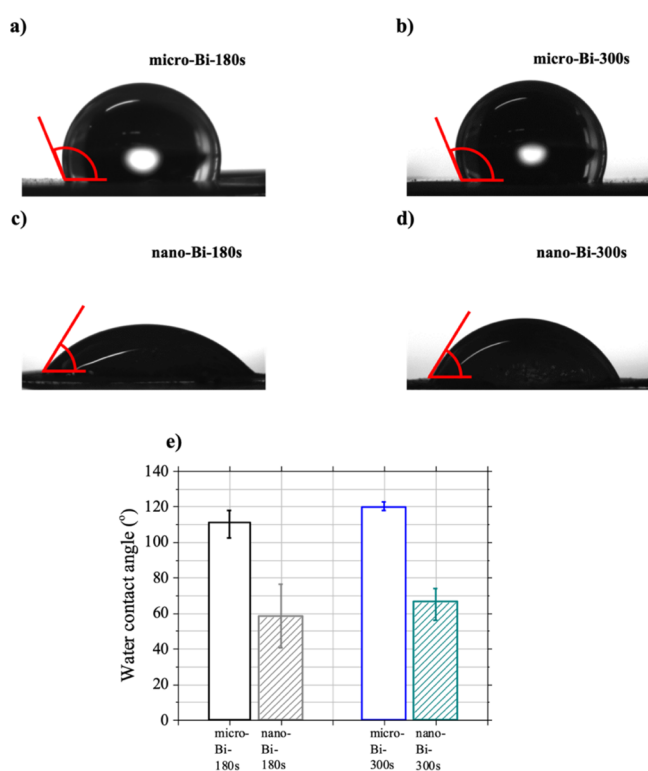 a)
micro-Bi-180s
b)
micro-Bi-300s
c)
nano-Bi-180s
d)
nano-Bi-300s
e)
140
120
100
80
60
40
20
0
Water contact angle (°)
micro-
Bi-
180s
nano-
Bi-
180s
micro-
Bi-
300s
nano-
Bi-
300s